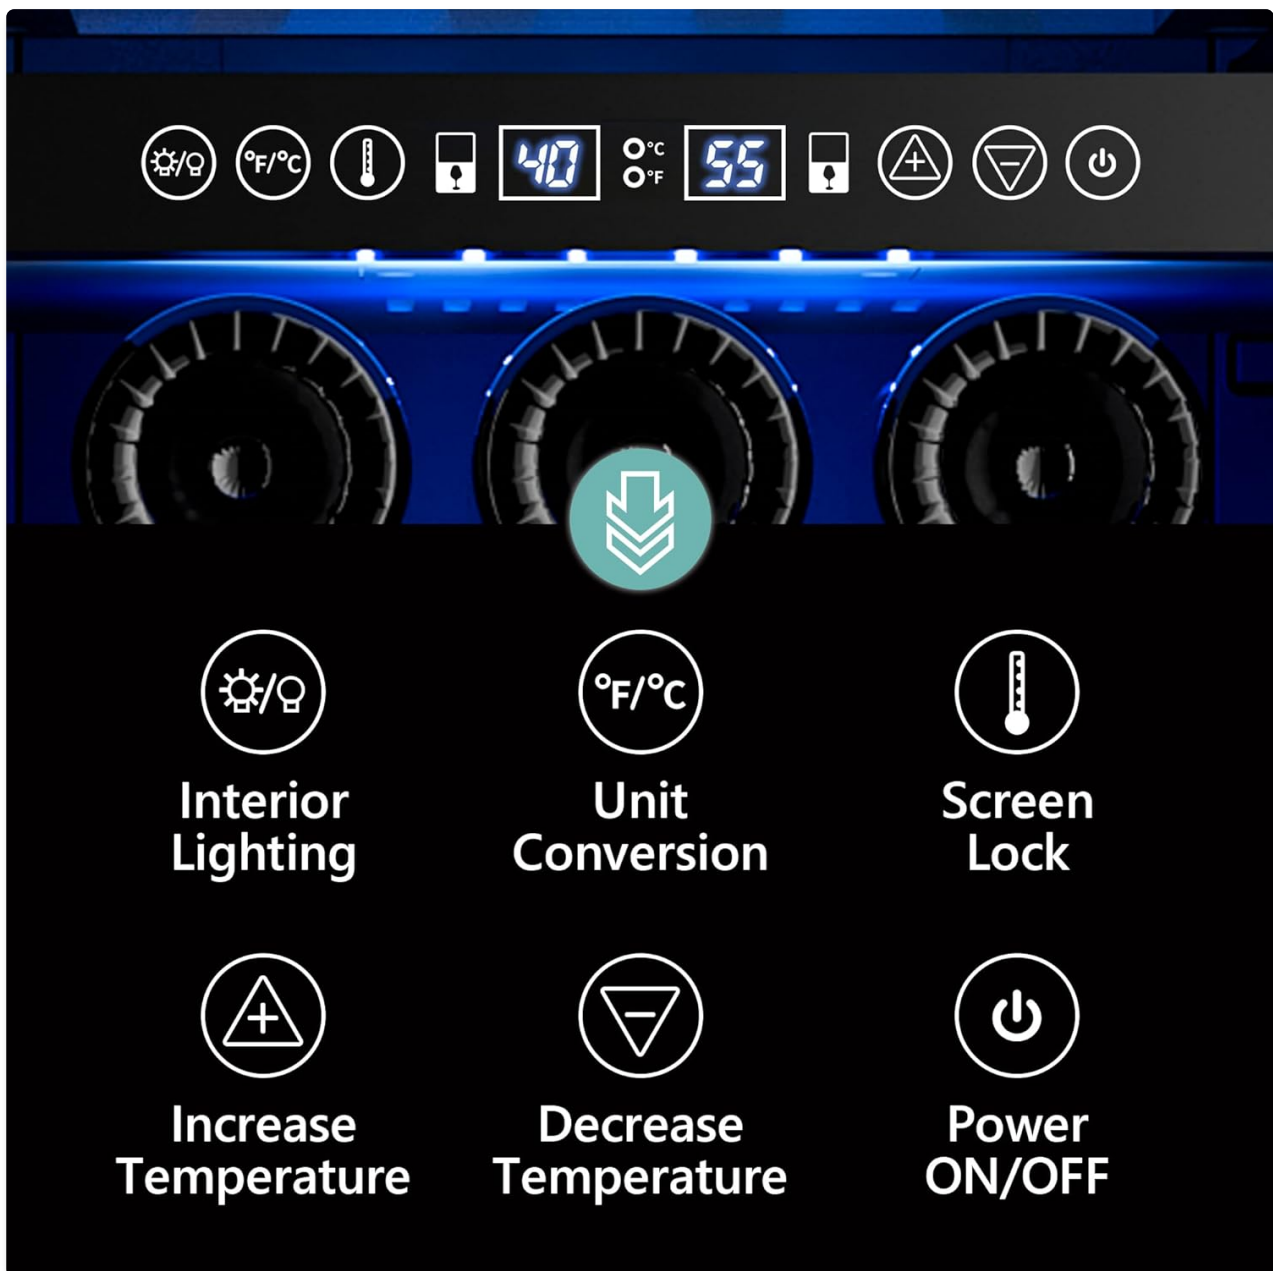 °F/°C
40
°C
°F
55
Interior
Lighting
Unit
Conversion
Screen
Lock
°F/°C
Increase
Temperature
Decrease
Temperature
Power
ON/OFF